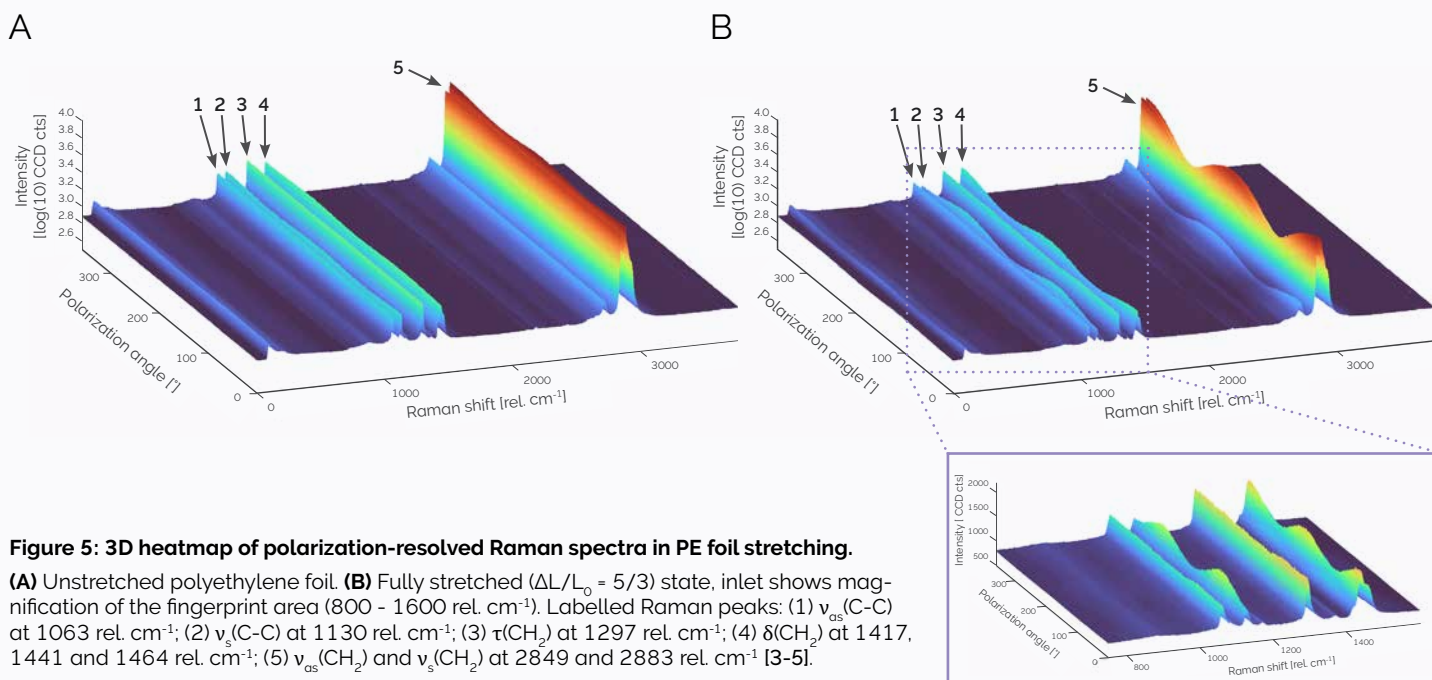 A
5
1 2 3 4
4.0
3.8
3.6
3.4
3.2
3.0
2.8
2.6
Intensity
[log(10) CCD cts]
300
200
100
0
Polarization angle [°]
0
1000
2000
3000
Raman shift [rel. cm⁻¹]
B
5
1 2 3 4
4.0
3.8
3.6
3.4
3.2
3.0
2.8
2.6
Intensity
[log(10) CCD cts]
300
200
100
0
Polarization angle [°]
0
1000
2000
3000
Raman shift [rel. cm⁻¹]
2000
1500
1000
500
Intensity [ CCD cts]
300
200
100
0
Polarization angle [°]
800
1000
1200
1400
Raman shift [rel. cm⁻¹]
Figure 5: 3D heatmap of polarization-resolved Raman spectra in PE foil stretching.
(A) Unstretched polyethylene foil. (B) Fully stretched (ΔL/L₀ = 5/3) state, inlet shows mag-
nification of the fingerprint area (800 - 1600 rel. cm⁻¹). Labelled Raman peaks: (1) νas(C-C)
at 1063 rel. cm⁻¹; (2) νs(C-C) at 1130 rel. cm⁻¹; (3) τ(CH₂) at 1297 rel. cm⁻¹; (4) δ(CH₂) at 1417,
1441 and 1464 rel. cm⁻¹; (5) νas(CH₂) and νs(CH₂) at 2849 and 2883 rel. cm⁻¹ [3-5].